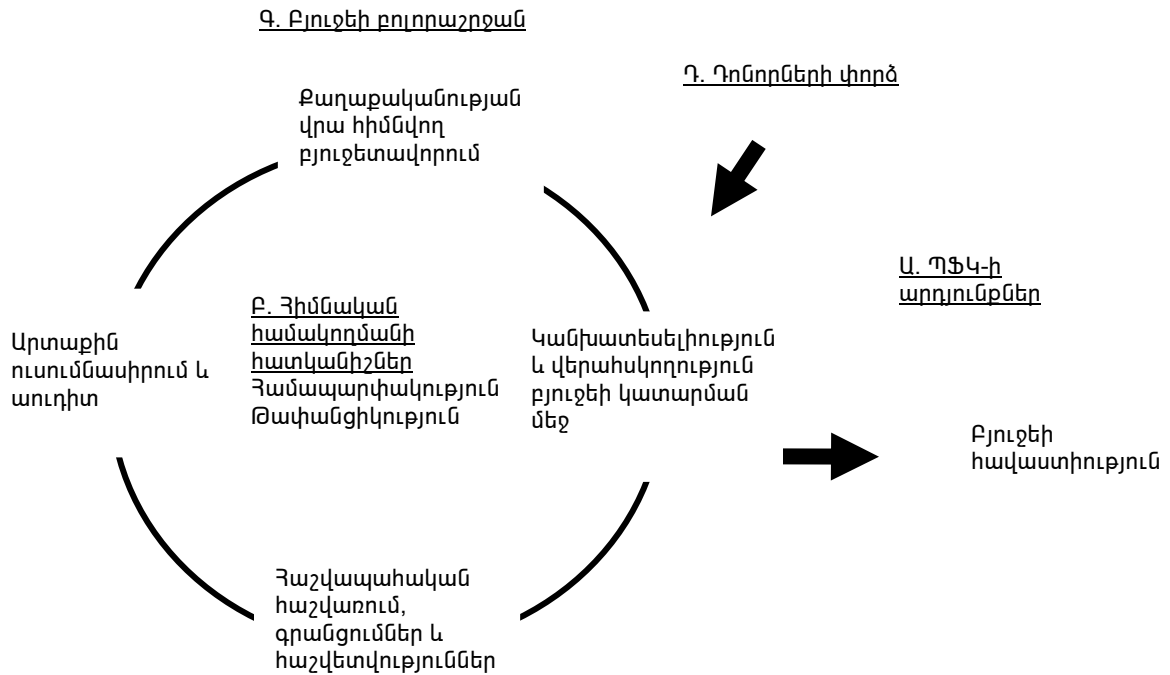 Գ. Բյուջեի բոլորաշրջան
Դ. Դոնորների փորձ
Քաղաքականության
վրա հիմնվող
բյուջետավորում
Ա. ՊՖԿ-ի
արդյունքներ
Բ. Հիմնական
համակողմանի
հատկանիշներ
Համապարփակություն
Թափանցիկություն
Արտաքին
ուսումնասիրում և
աուդիտ
Կանխատեսելիություն
և վերահսկողություն
բյուջեի կատարման
մեջ
Բյուջեի
հավաստիություն
Հաշվապահական
հաշվառում,
գրանցումներ և
հաշվետվություններ